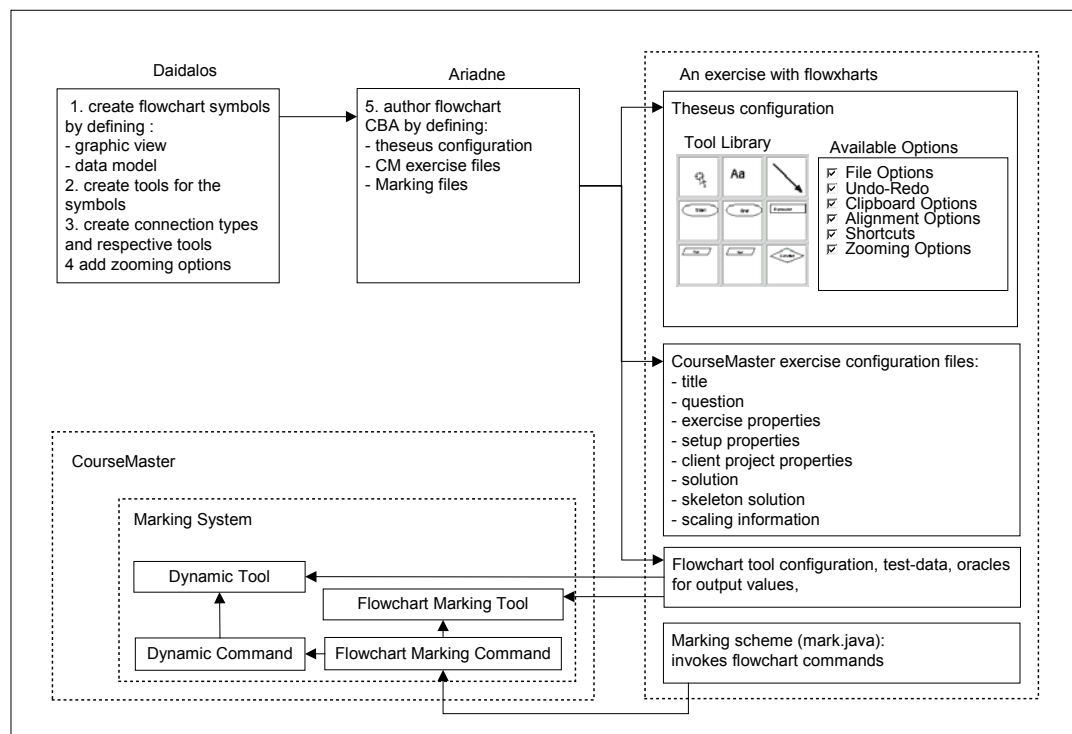 Daidalos
1. create flowchart symbols
by defining :
- graphic view
- data model
2. create tools for the
symbols
3. create connection types
and respective tools
4 add zooming options
Ariadne
5. author flowchart
CBA by defining:
- theseus configuration
- CM exercise files
- Marking files
An exercise with flowxharts
Theseus configuration
Tool Library
Aa
Start
End
Available Options
File Options
Undo-Redo
Clipboard Options
Alignment Options
Shortcuts
Zooming Options
CourseMaster exercise configuration files:
- title
- question
- exercise properties
- setup properties
- client project properties
- solution
- skeleton solution
- scaling information
Flowchart tool configuration, test-data, oracles
for output values,
Marking scheme (mark.java):
invokes flowchart commands
CourseMaster
Marking System
Dynamic Tool
Flowchart Marking Tool
Dynamic Command
Flowchart Marking Command